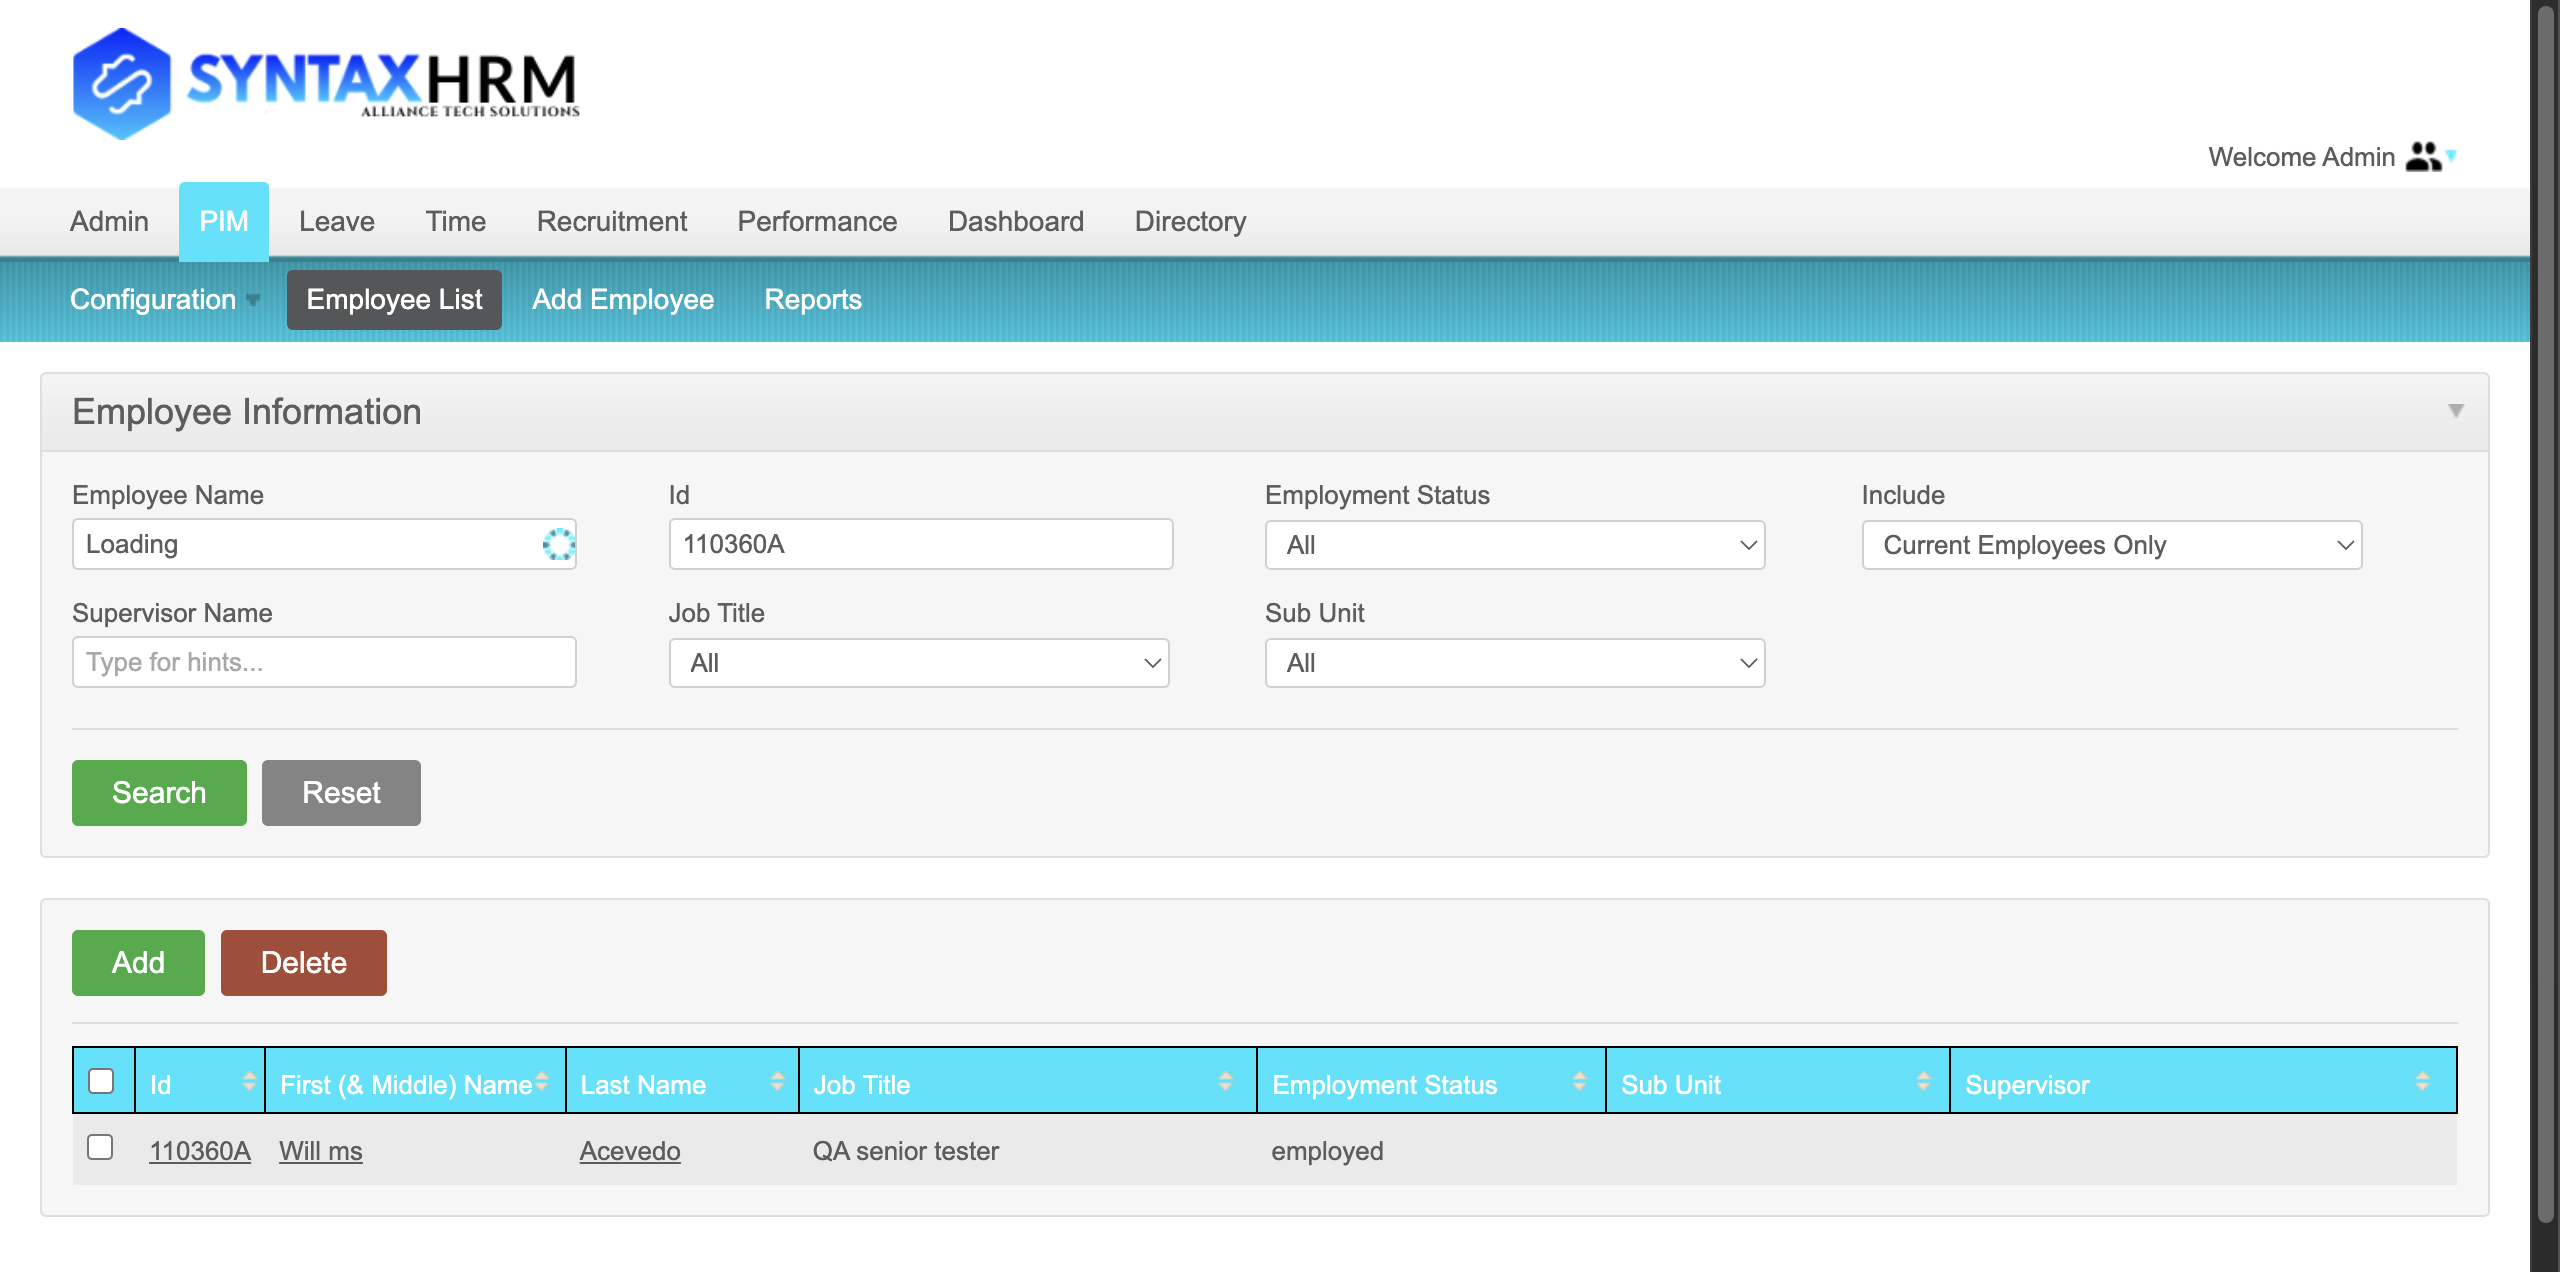 SYNTAXHRM
ALLIANCE TECH SOLUTIONS
Welcome Admin
Admin PIM Leave Time Recruitment Performance Dashboard Directory
Configuration Employee List Add Employee Reports
Employee Information
Employee Name Id Employment Status Include
Loading 110360A All Current Employees Only
Supervisor Name Job Title Sub Unit
Type for hints... All All
Search Reset
Add Delete
Id First (& Middle) Name Last Name Job Title Employment Status Sub Unit Supervisor
110360A Will ms Acevedo QA senior tester employed